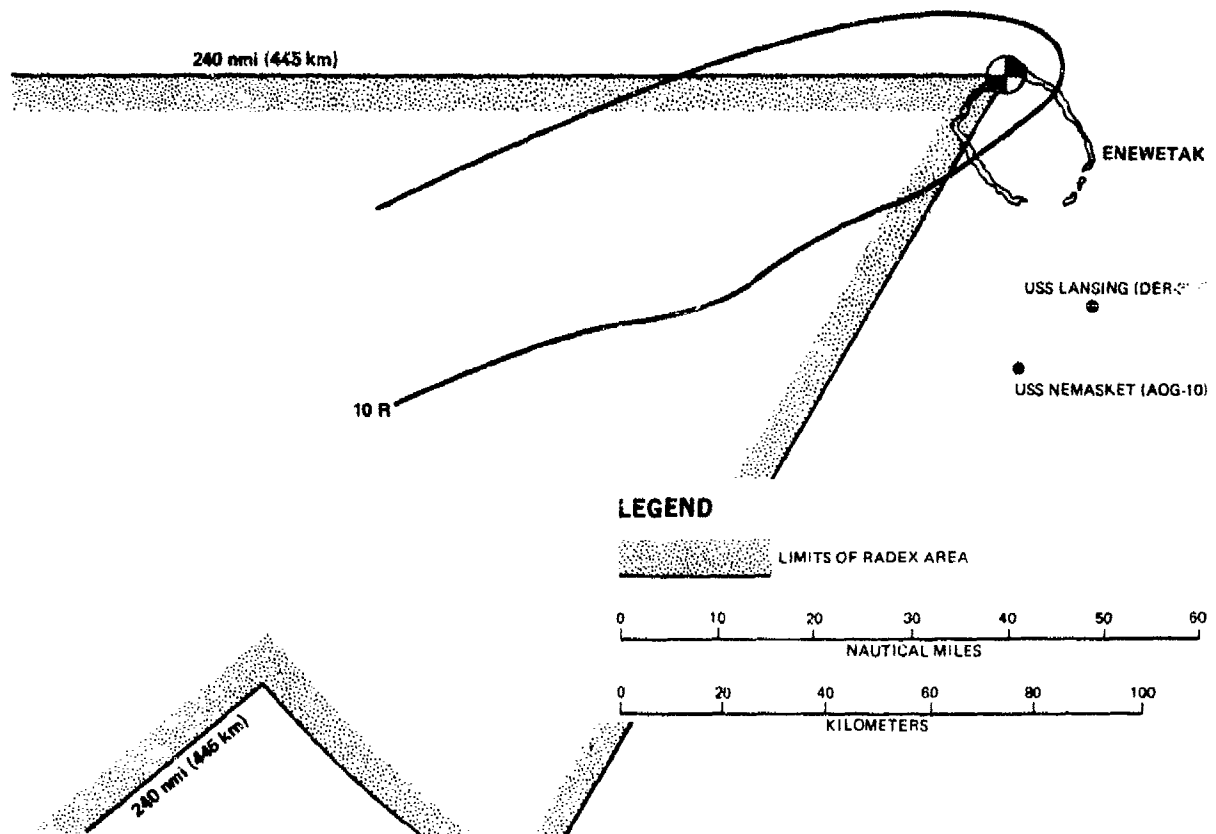 240 nmi (445 km)
ENEWETAK
USS LANSING (DER-
USS NEMASKET (AOG-10)
10 R
LEGEND
LIMITS OF RADEX AREA
0 10 20 30 40 50 60
NAUTICAL MILES
0 20 40 60 80 100
KILOMETERS
240 nmi (445 km)